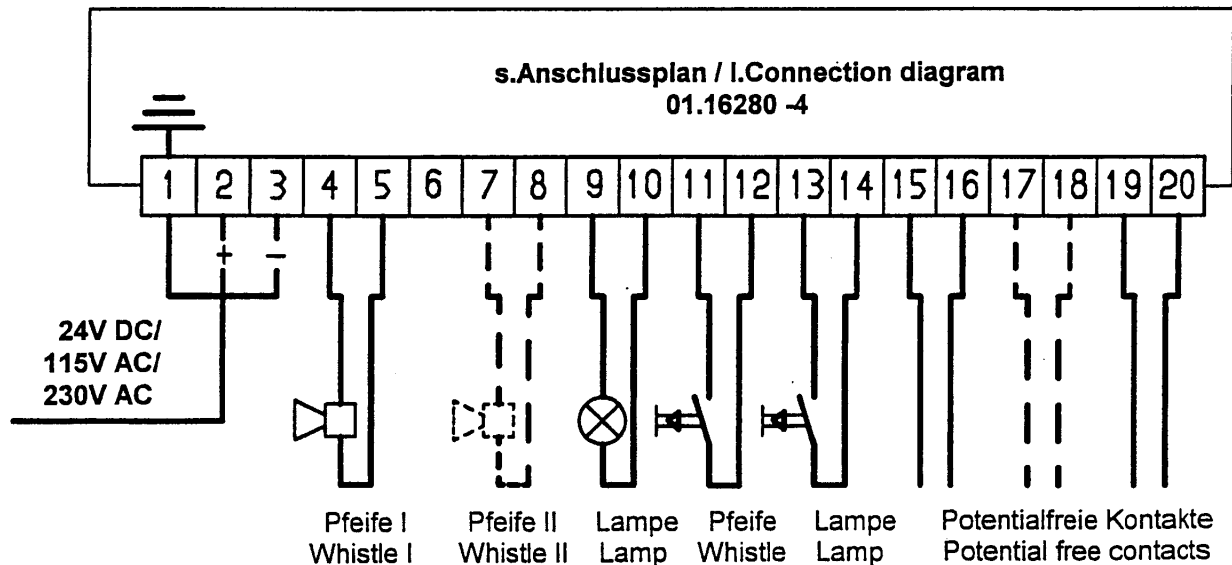 s.Anschlussplan / I.Connection diagram
01.16280 -4
1 2 3 4 5 6 7 8 9 10 11 12 13 14 15 16 17 18 19 20
+ −
24V DC/
115V AC/
230V AC
Pfeife I Pfeife II Lampe Pfeife Lampe Potentialfreie Kontakte
Whistle I Whistle II Lamp Whistle Lamp Potential free contacts